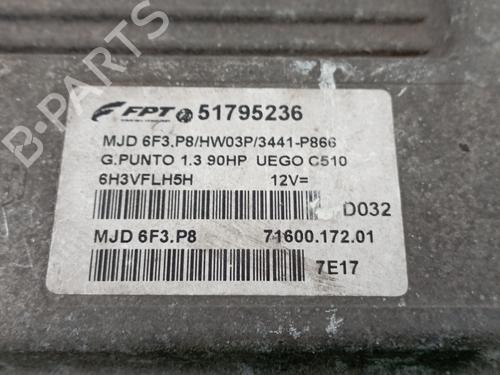 FPT 51795236
MJD 6F3.P8/HW03P/3441-P866
G.PUNTO 1.3 90HP UEGO C510
6H3VFLH5H 12V=
D032
MJD 6F3.P8 71600.172.01
7E17
B-PARTS